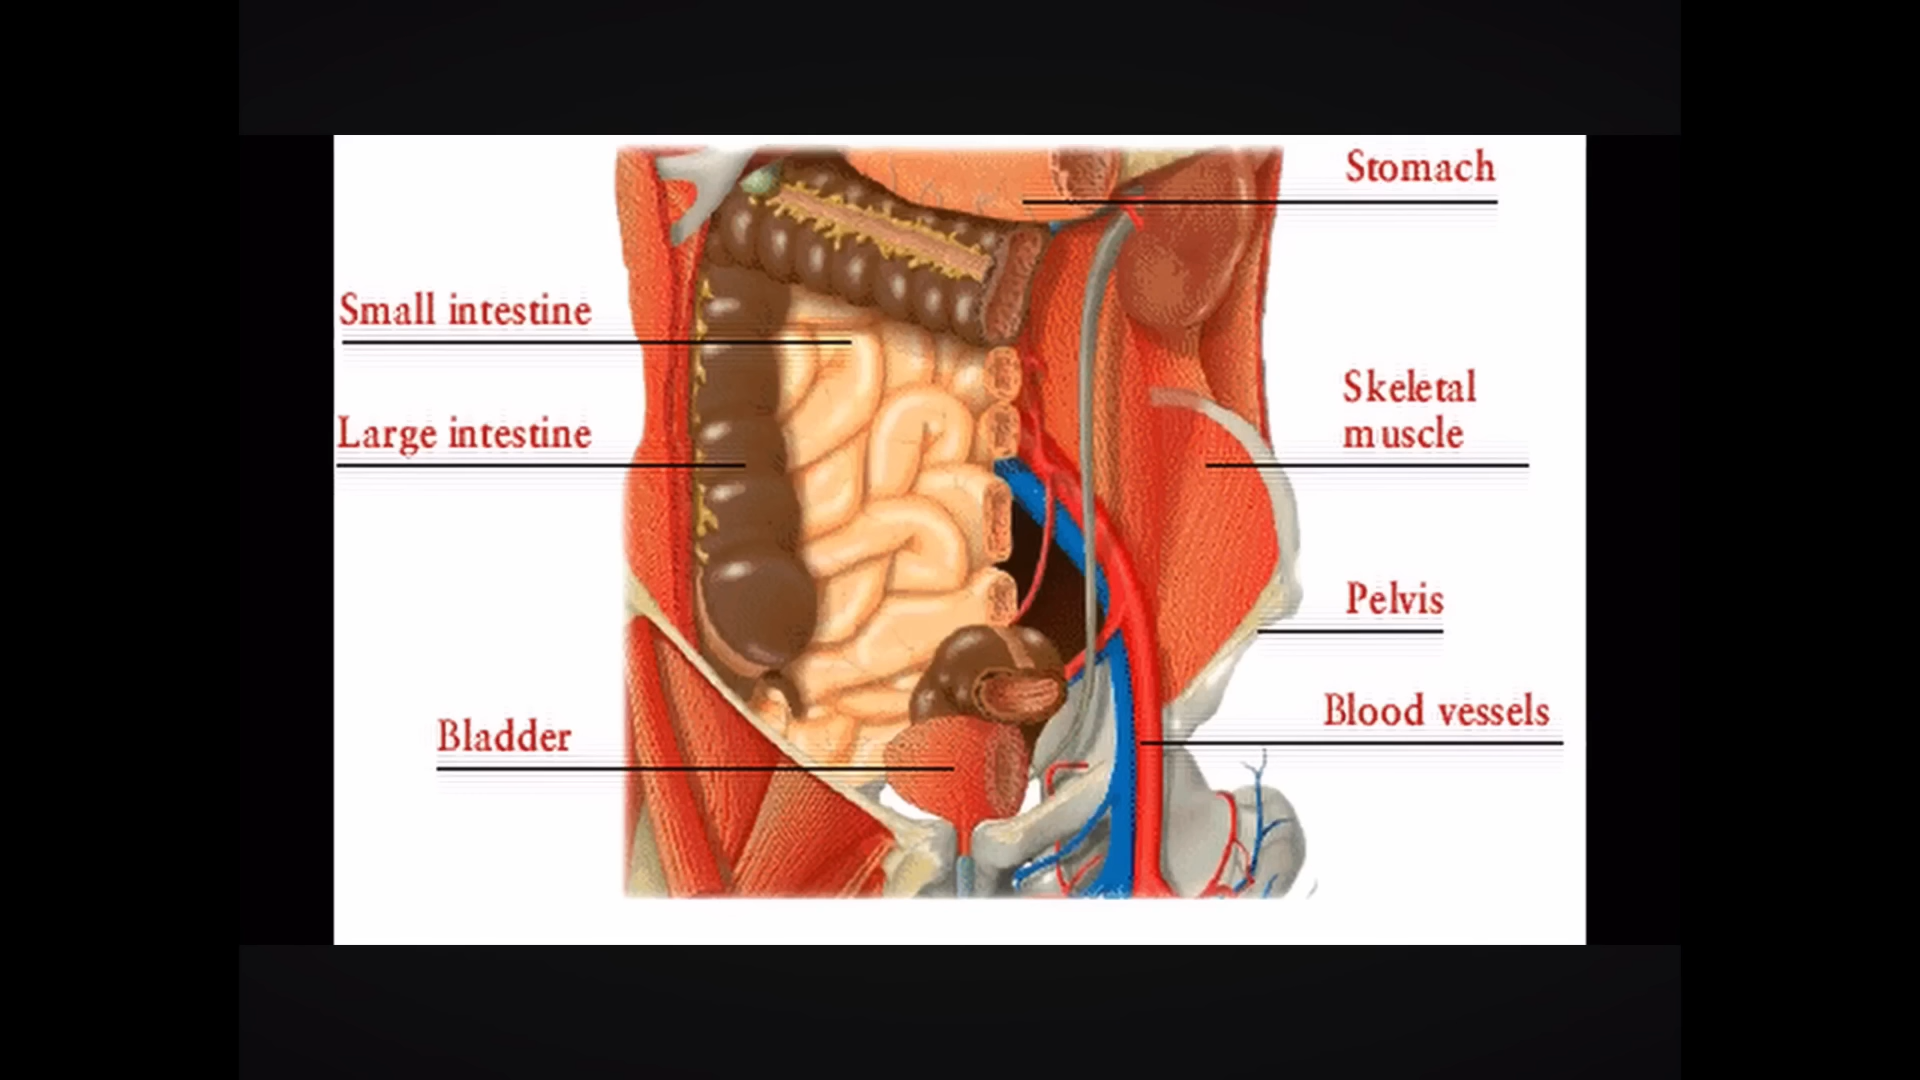 Stomach
Small intestine
Large intestine
Skeletal
muscle
Pelvis
Blood vessels
Bladder